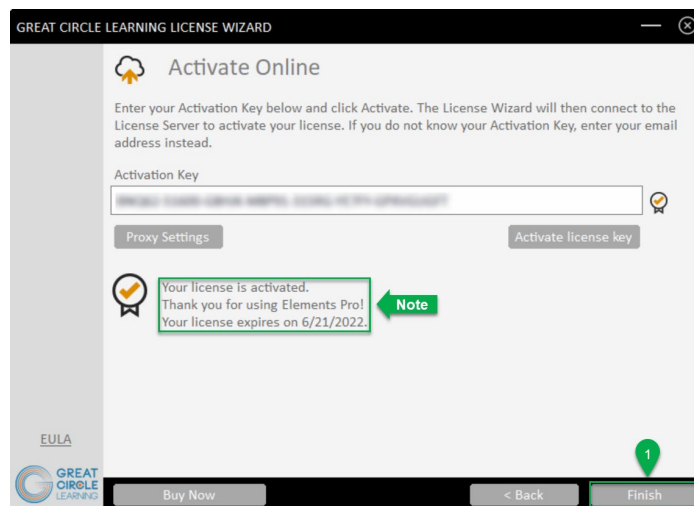 GREAT CIRCLE LEARNING LICENSE WIZARD
Activate Online
Enter your Activation Key below and click Activate. The License Wizard will then connect to the
License Server to activate your license. If you do not know your Activation Key, enter your email
address instead.
Activation Key
Proxy Settings
Activate license key
Your license is activated.
Thank you for using Elements Pro!
Your license expires on 6/21/2022.
Note
EULA
1
GREAT
CIRCLE
LEARNING
Buy Now
< Back
Finish